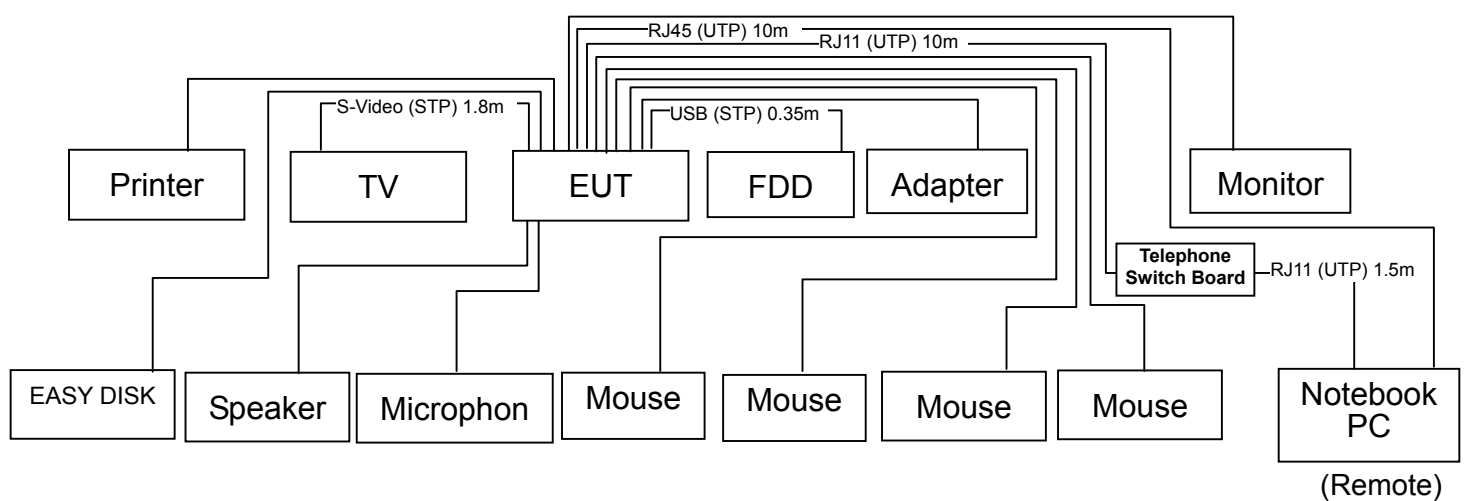 RJ45 (UTP) 10m
RJ11 (UTP) 10m
S-Video (STP) 1.8m
USB (STP) 0.35m
Printer
TV
EUT
FDD
Adapter
Monitor
Telephone
Switch Board
RJ11 (UTP) 1.5m
EASY DISK
Speaker
Microphon
Mouse
Mouse
Mouse
Mouse
Notebook
PC
(Remote)